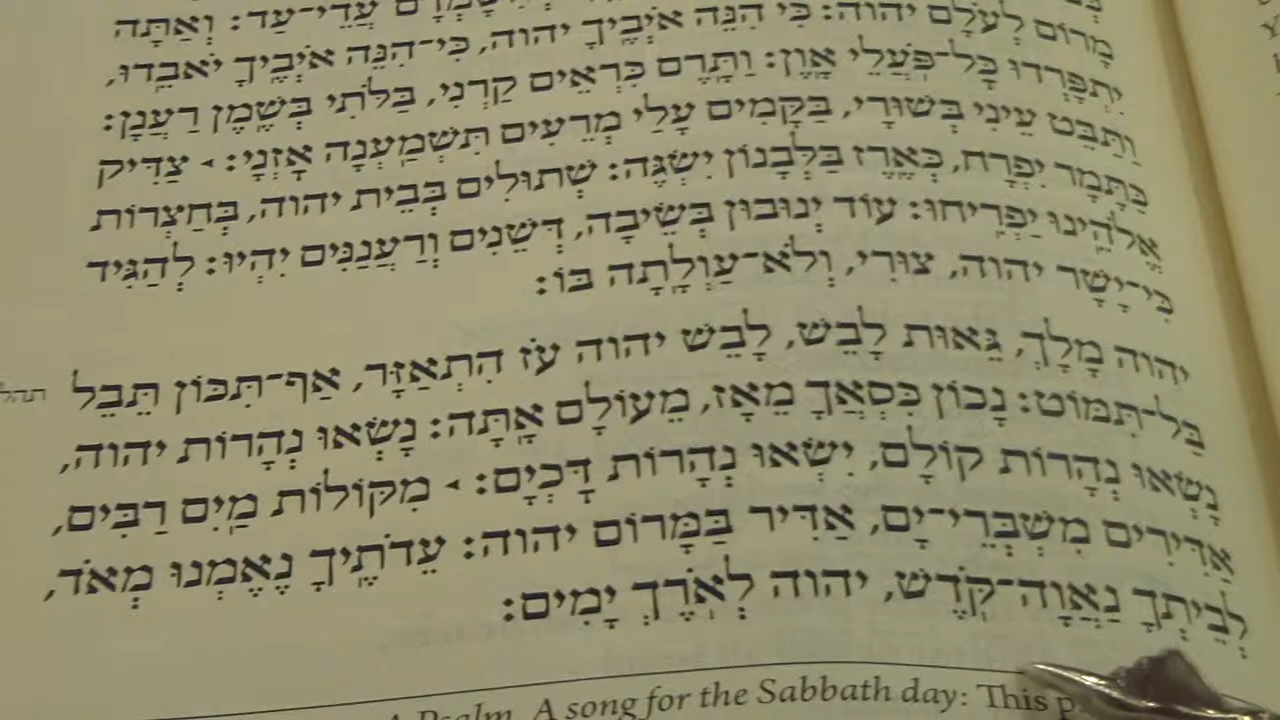 עֲדֵי־עַד: וְאַתָּה
מָרוֹם לְעֹלָם יהוה: כִּי הִנֵּה אֹיְבֶֽיךָ יהוה, כִּי־הִנֵּה אֹיְבֶֽיךָ יֹאבֵֽדוּ,
יִתְפָּרְדוּ כָּל־פֹּֽעֲלֵי אָֽוֶן: וַתָּֽרֶם כִּרְאֵים קַרְנִי, בַּלֹּתִי בְּשֶֽׁמֶן רַעֲנָן:
וַתַּבֵּט עֵינִי בְּשׁוּרָי, בַּקָּמִים עָלַי מְרֵעִים תִּשְׁמַֽעְנָה אָזְנָי: ◂ צַדִּיק
כַּתָּמָר יִפְרָח, כְּאֶֽרֶז בַּלְּבָנוֹן יִשְׂגֶּה: שְׁתוּלִים בְּבֵית יהוה, בְּחַצְרוֹת
אֱלֹהֵֽינוּ יַפְרִֽיחוּ: עוֹד יְנוּבוּן בְּשֵׂיבָה, דְּשֵׁנִים וְרַעֲנַנִּים יִהְיוּ: לְהַגִּיד
כִּי־יָשָׁר יהוה, צוּרִי, וְלֹא־עַוְלָֽתָה בּוֹ:
יהוה מָלָךְ, גֵּאוּת לָבֵשׁ, לָבֵשׁ יהוה עֹז הִתְאַזָּר, אַף־תִּכּוֹן תֵּבֵל
בַּל־תִּמּוֹט: נָכוֹן כִּסְאֲךָ מֵאָז, מֵעוֹלָם אָֽתָּה: נָשְׂאוּ נְהָרוֹת יהוה,
נָשְׂאוּ נְהָרוֹת קוֹלָם, יִשְׂאוּ נְהָרוֹת דָּכְיָם: ◂ מִקּוֹלוֹת מַֽיִם רַבִּים,
אַדִּירִים מִשְׁבְּרֵי־יָם, אַדִּיר בַּמָּרוֹם יהוה: עֵדֹתֶֽיךָ נֶאֶמְנוּ מְאֹד,
לְבֵיתְךָ נַאֲוָה־קֹּֽדֶשׁ, יהוה לְאֹֽרֶךְ יָמִים:
A Psalm. A song for the Sabbath day: This